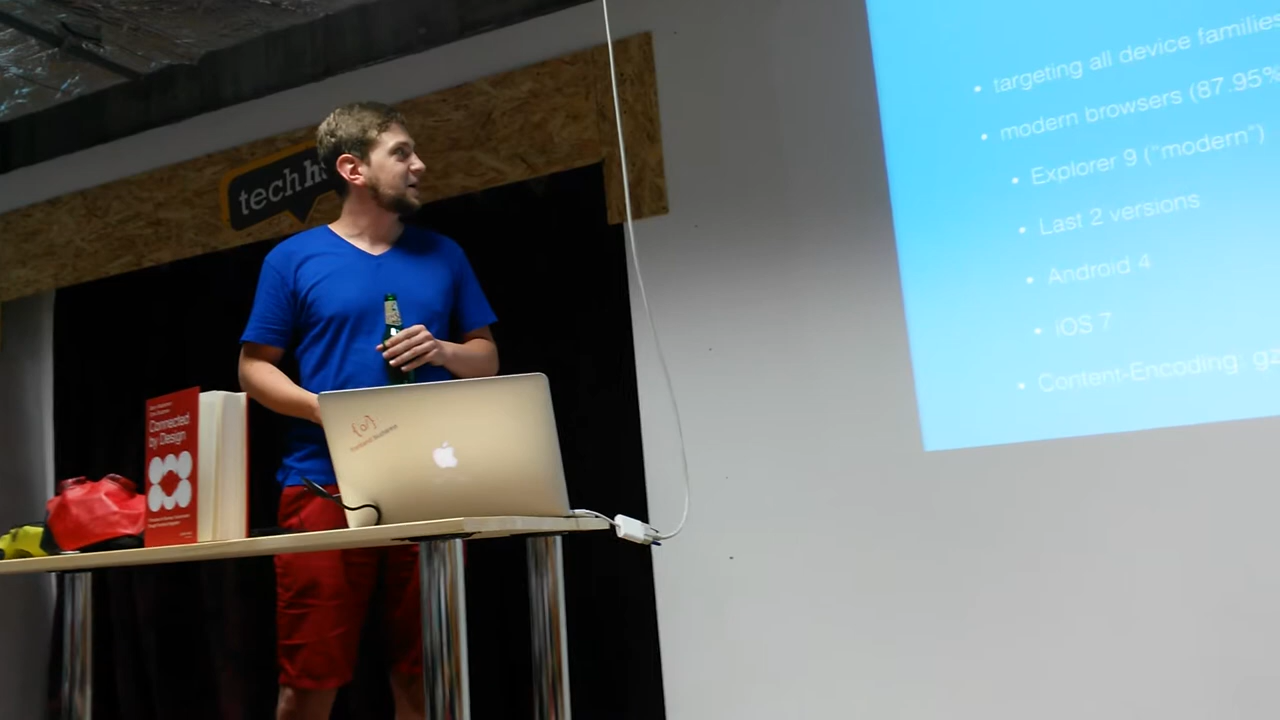 tech
targeting all device families
modern browsers (87.95%
Explorer 9 ("modern")
Last 2 versions
Android 4
iOS 7
Content-Encoding: gz
Connected
by Design